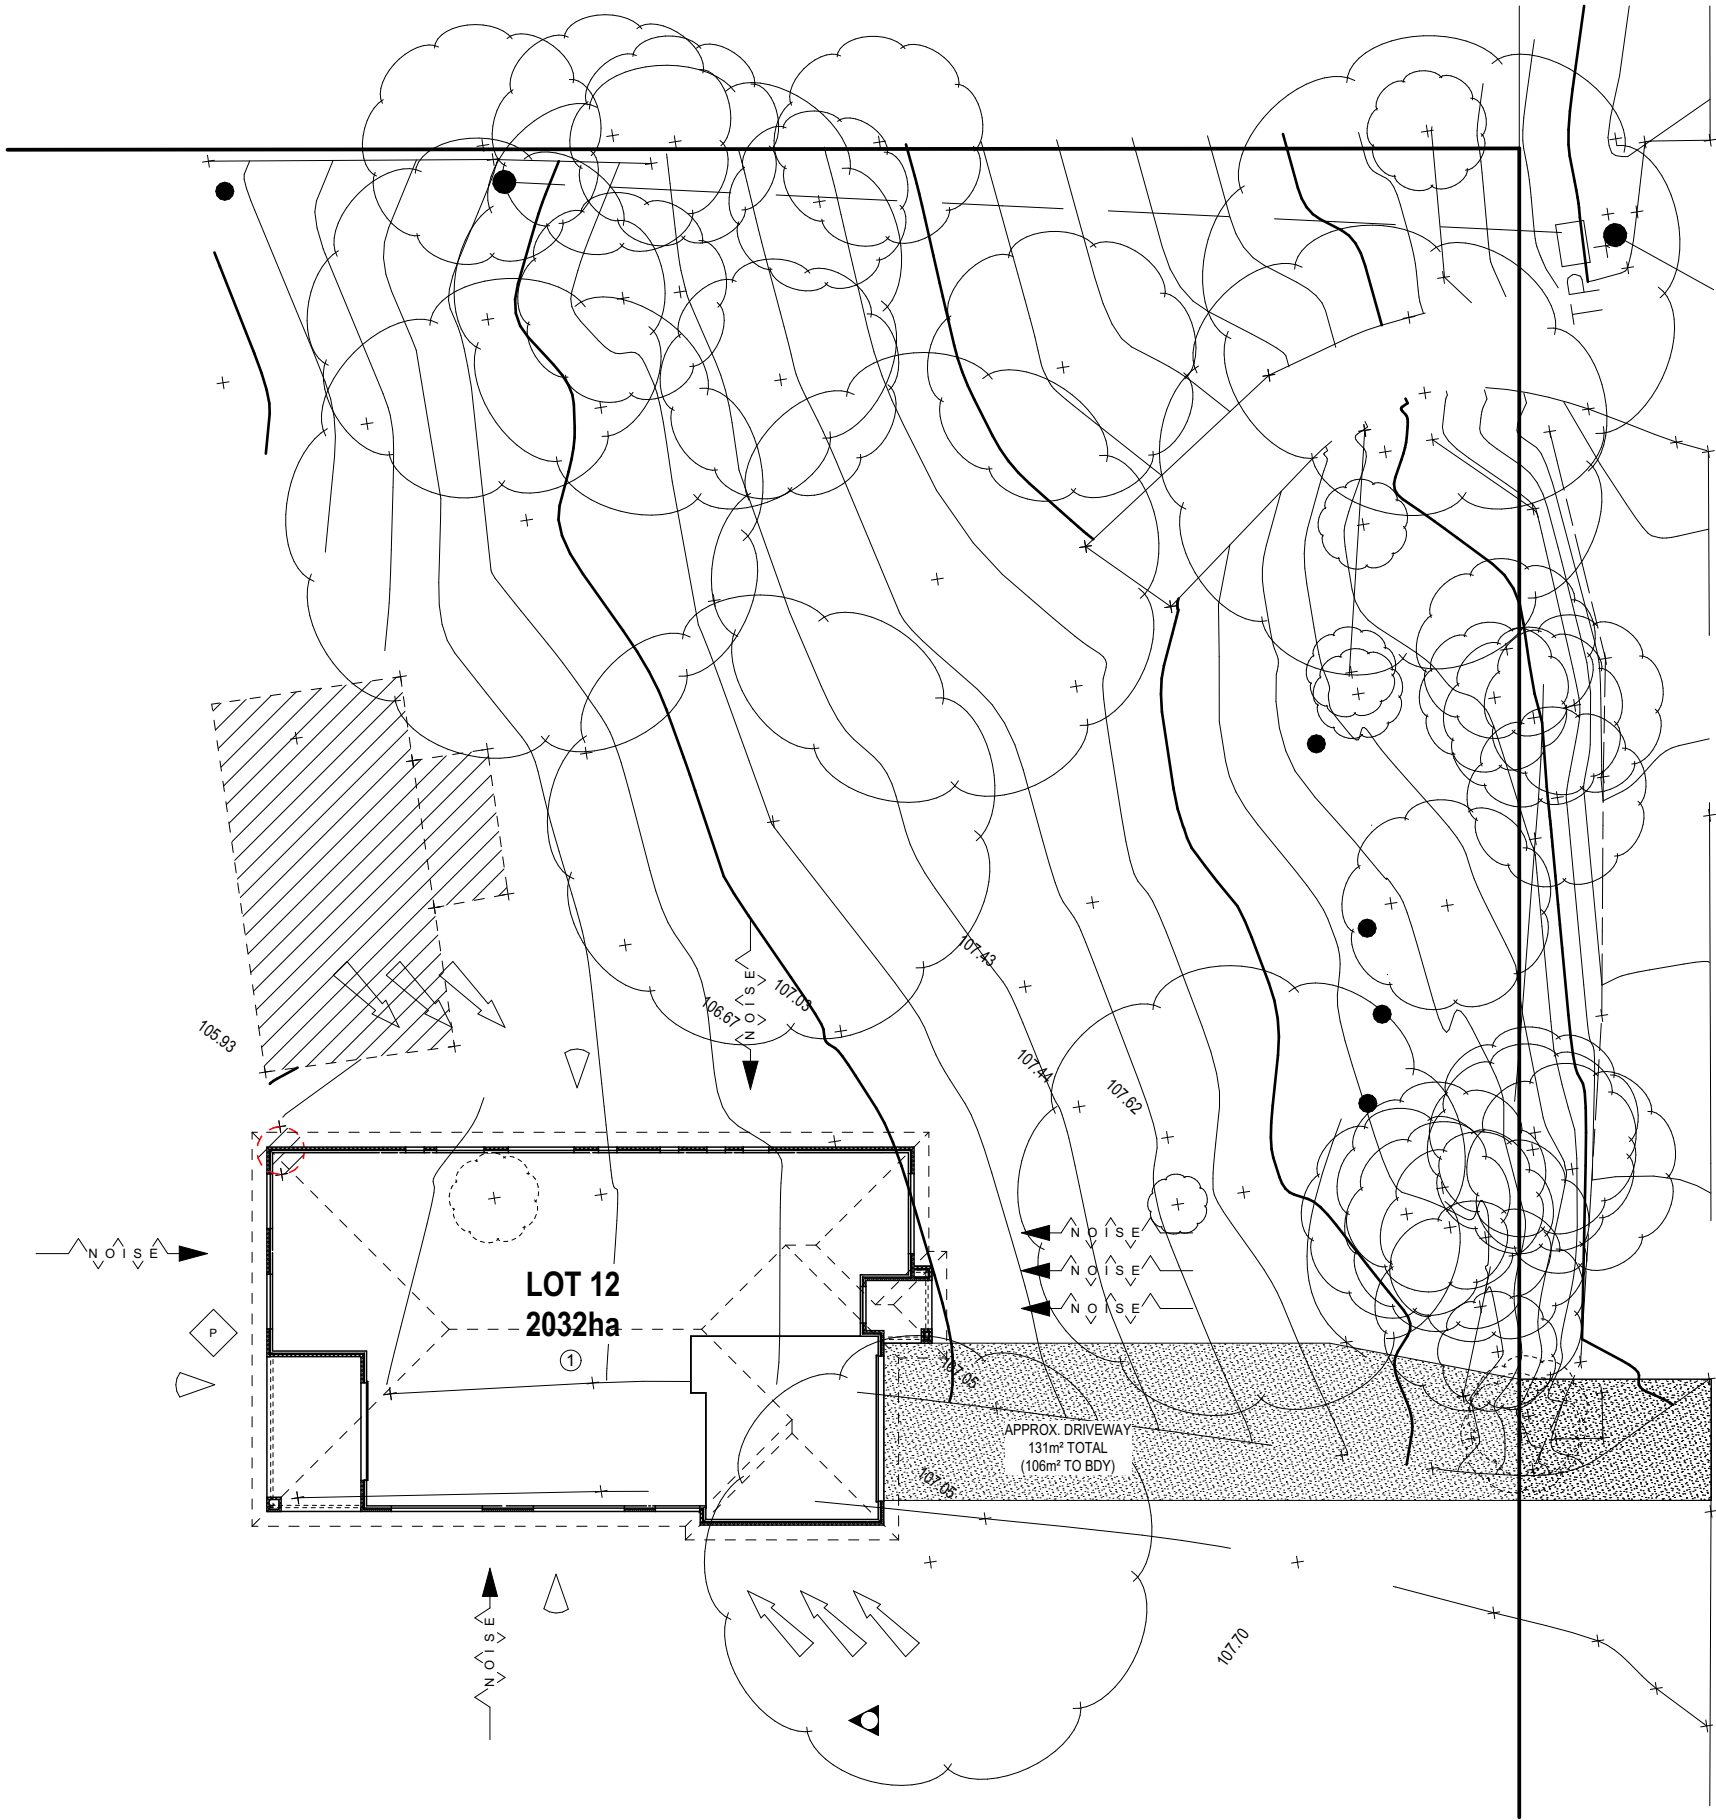 TP
107.43
107.03
106.67
NOISE
105.93
107.44
107.62
NOISE
NOISE
NOISE
NOISE
LOT 12
2032ha
P
1
107.05
APPROX. DRIVEWAY
131m² TOTAL
(106m² TO BDY)
107.05
NOISE
107.70